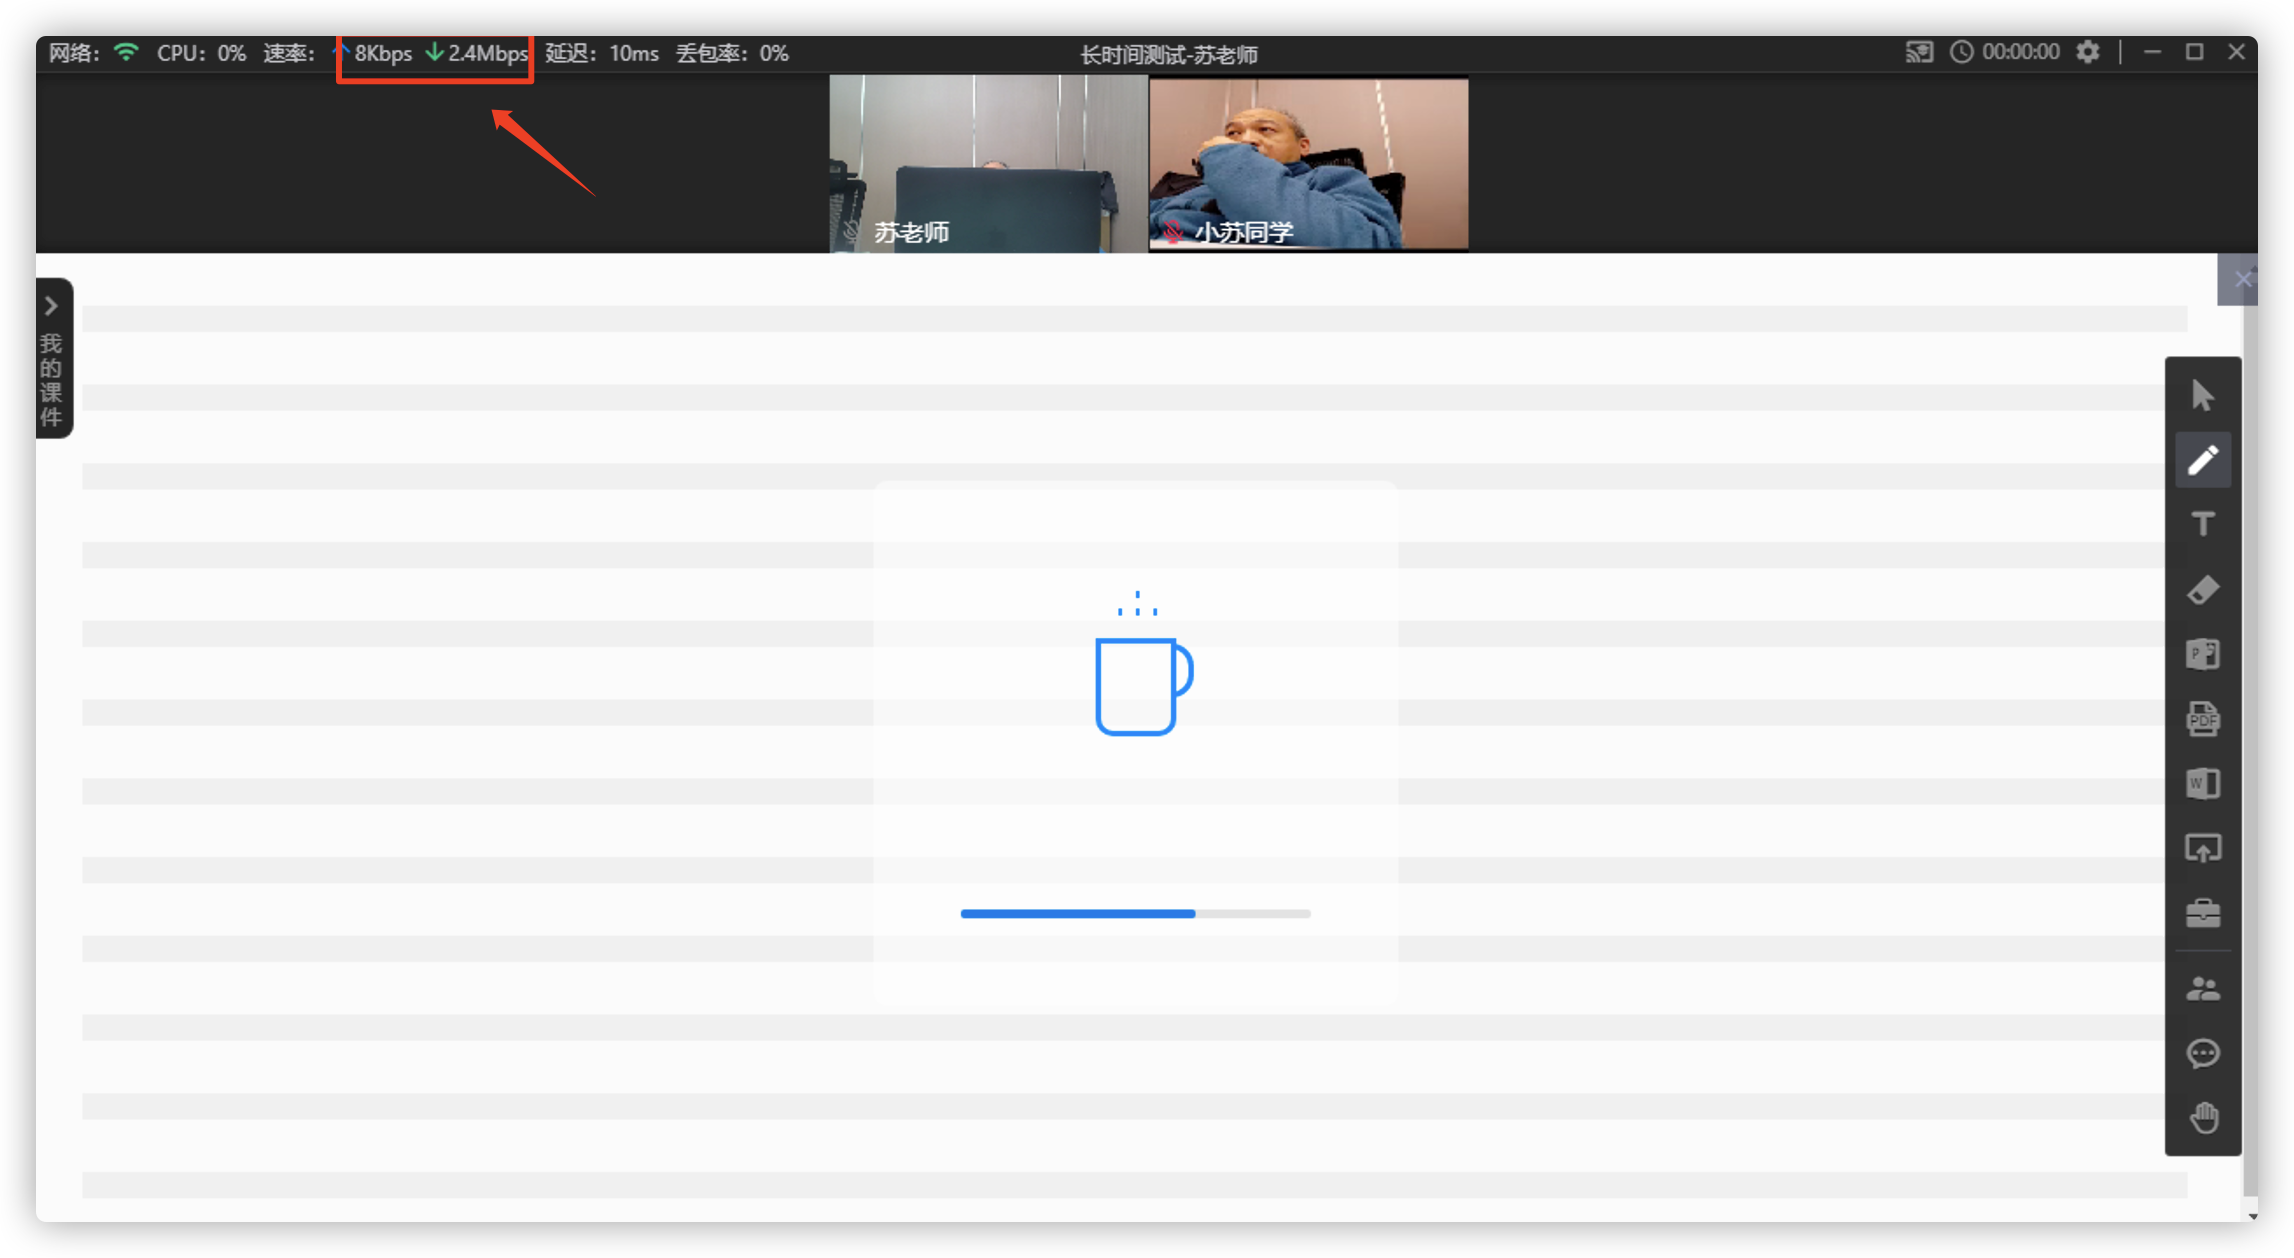 网络： CPU：0% 速率： ↑8Kbps ↓2.4Mbps 延迟：10ms 丢包率：0%
长时间测试-苏老师
00:00:00
苏老师
小苏同学
我的课件
T
P
PDF
W